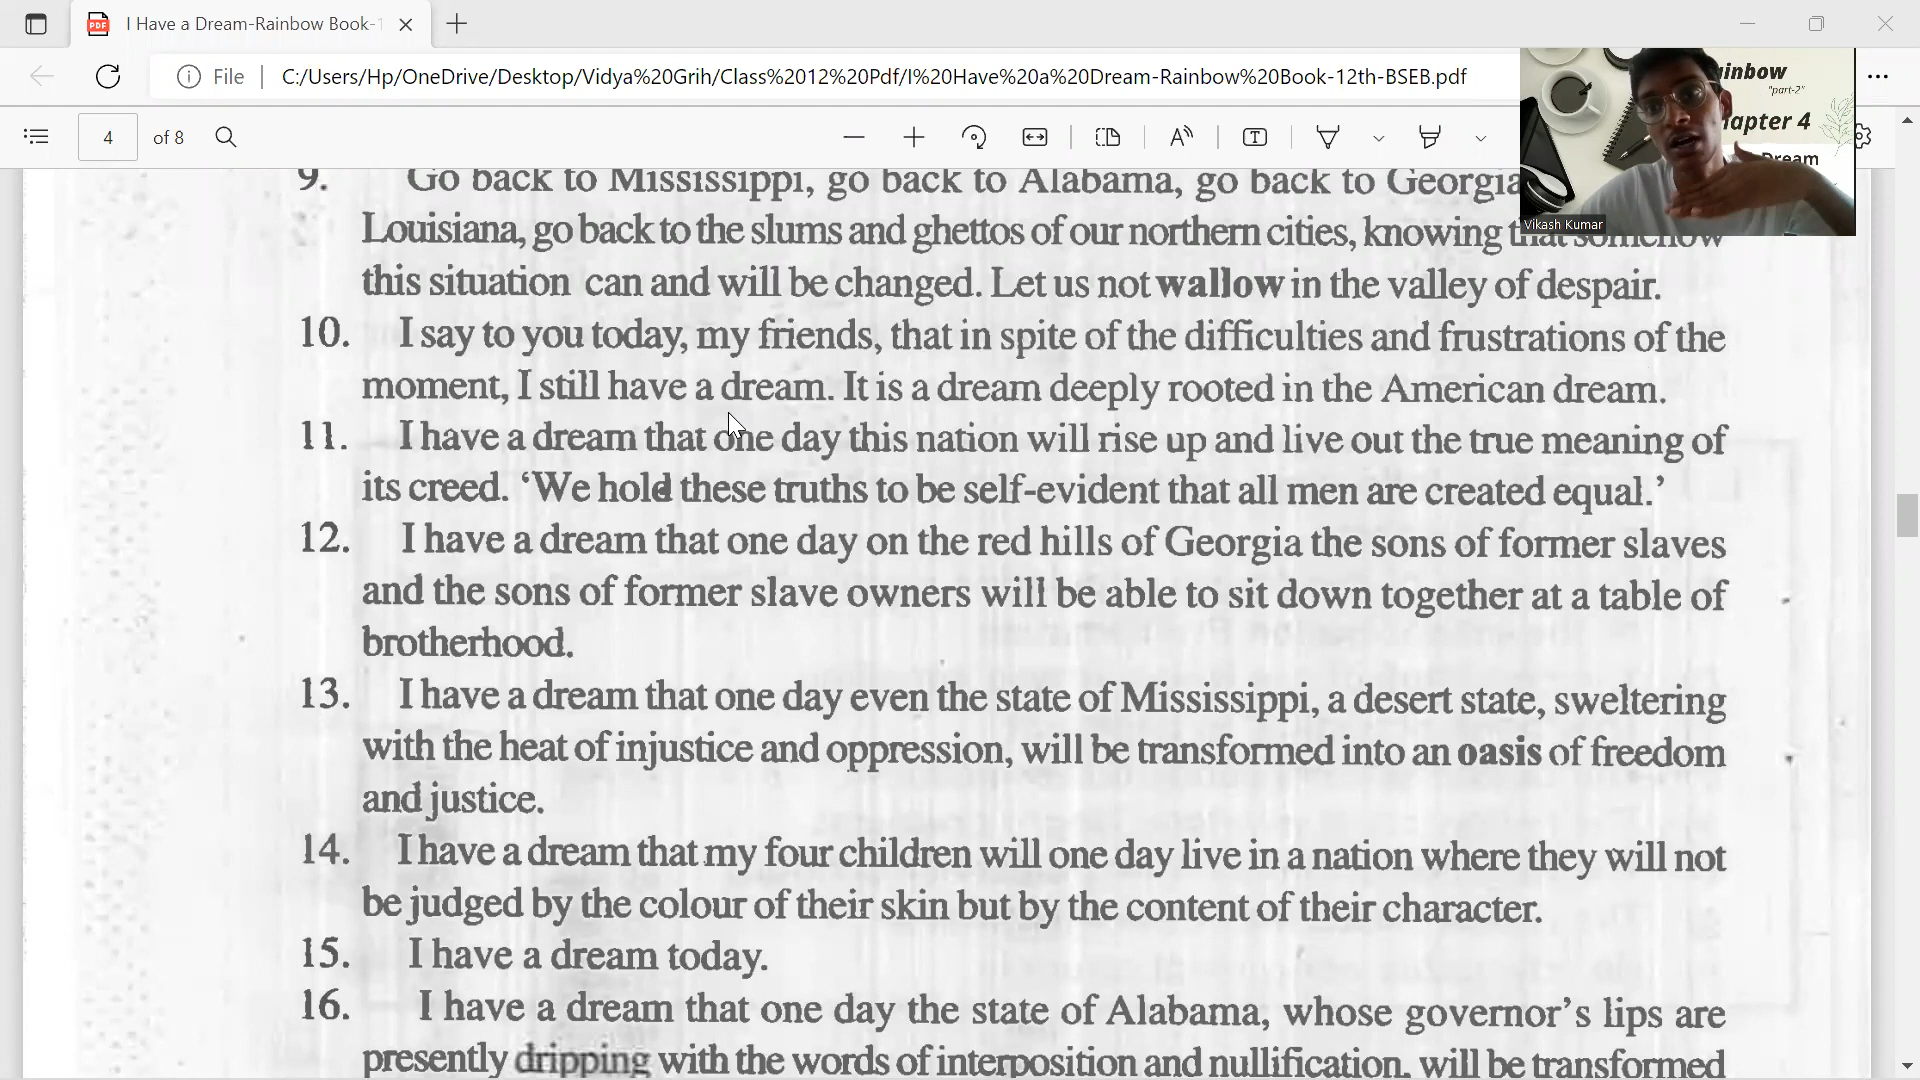 I Have a Dream-Rainbow Book-1
File
C:/Users/Hp/OneDrive/Desktop/Vidya%20Grih/Class%2012%20Pdf/I%20Have%20a%20Dream-Rainbow%20Book-12th-BSEB.pdf
4 of 8
inbow
"part-2"
hapter 4
Dream
Vikash Kumar
9. Go back to Mississippi, go back to Alabama, go back to Georgia
Louisiana, go back to the slums and ghettos of our northern cities, knowing that somehow
this situation can and will be changed. Let us not wallow in the valley of despair.
10. I say to you today, my friends, that in spite of the difficulties and frustrations of the
moment, I still have a dream. It is a dream deeply rooted in the American dream.
11. I have a dream that one day this nation will rise up and live out the true meaning of
its creed. ‘We hold these truths to be self-evident that all men are created equal.’
12. I have a dream that one day on the red hills of Georgia the sons of former slaves
and the sons of former slave owners will be able to sit down together at a table of
brotherhood.
13. I have a dream that one day even the state of Mississippi, a desert state, sweltering
with the heat of injustice and oppression, will be transformed into an oasis of freedom
and justice.
14. I have a dream that my four children will one day live in a nation where they will not
be judged by the colour of their skin but by the content of their character.
15. I have a dream today.
16. I have a dream that one day the state of Alabama, whose governor’s lips are
presently dripping with the words of interposition and nullification, will be transformed